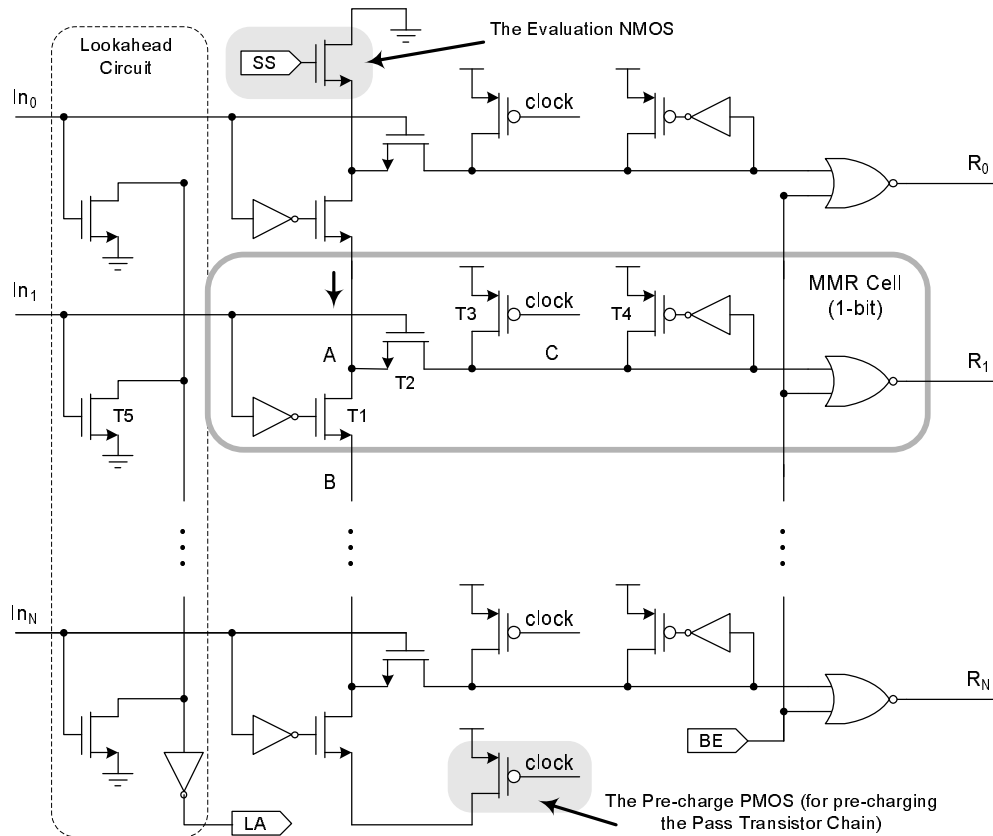 Lookahead
Circuit
SS
The Evaluation NMOS
In0
clock
R0
In1
MMR Cell
(1-bit)
T3
clock
T4
A
C
R1
T2
T5
T1
B
InN
clock
RN
BE
clock
LA
The Pre-charge PMOS (for pre-charging
the Pass Transistor Chain)